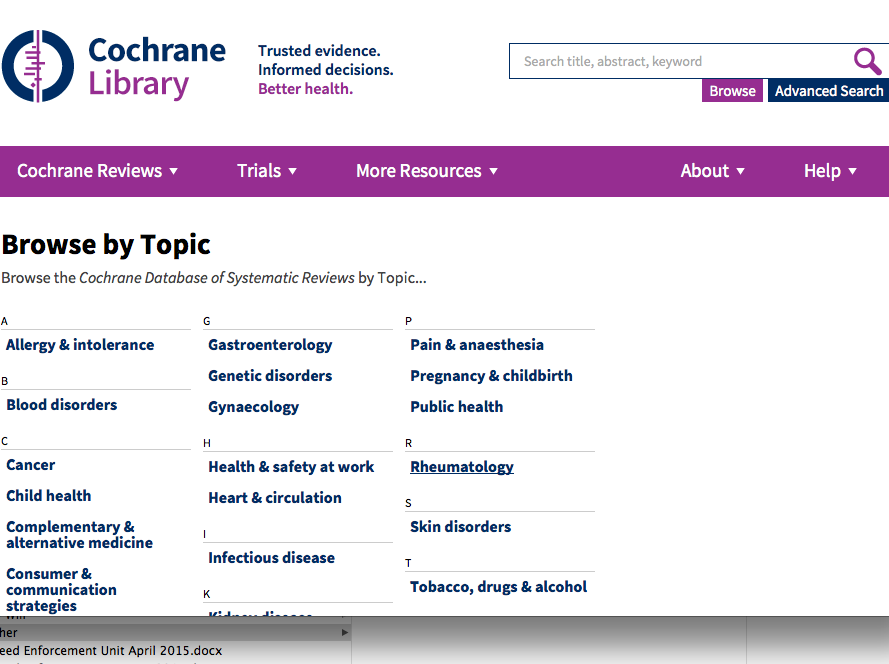 Cochrane
Library
Trusted evidence.
Informed decisions.
Better health.
Search title, abstract, keyword
Browse
Advanced Search
Cochrane Reviews
Trials
More Resources
About
Help
Browse by Topic
Browse the Cochrane Database of Systematic Reviews by Topic...
A
Allergy & intolerance
B
Blood disorders
C
Cancer
Child health
Complementary &
alternative medicine
Consumer &
communication
strategies
G
Gastroenterology
Genetic disorders
Gynaecology
H
Health & safety at work
Heart & circulation
I
Infectious disease
K
Kidney disease
P
Pain & anaesthesia
Pregnancy & childbirth
Public health
R
Rheumatology
S
Skin disorders
T
Tobacco, drugs & alcohol
her
eed Enforcement Unit April 2015.docx